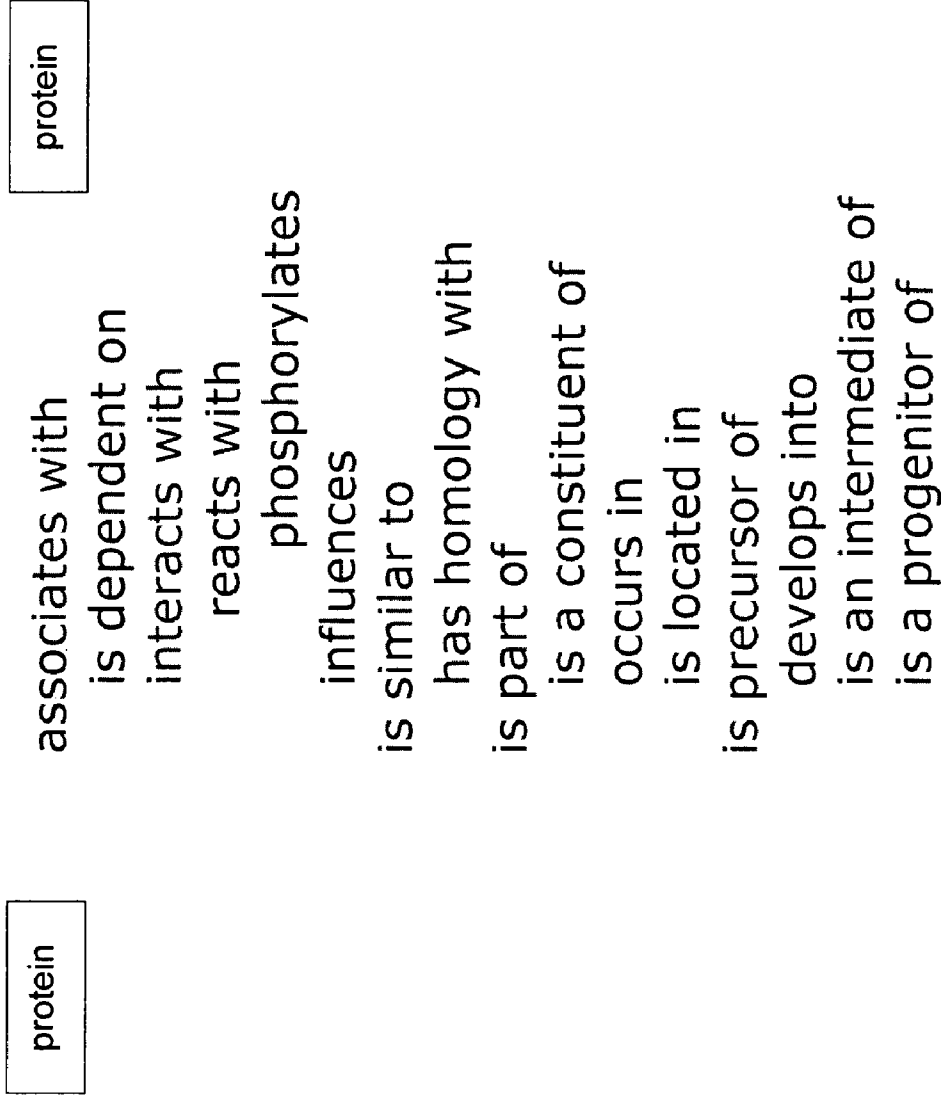 protein
protein
associates with
is dependent on
interacts with
reacts with
phosphorylates
influences
is similar to
has homology with
is part of
is a constituent of
occurs in
is located in
is precursor of
develops into
is an intermediate of
is a progenitor of